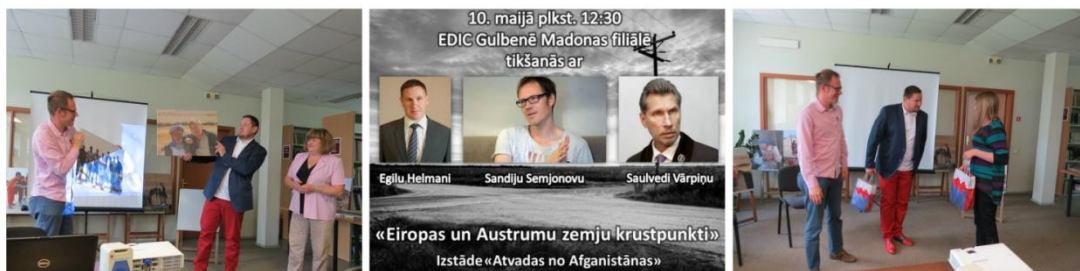 10. maijā plkst. 12:30
EDIC Gulbenē Madonas filiālē
tikšanās ar
Egilu Helmani Sandiju Semjonovu Saulvedi Vārpiņu
«Eiropas un Austrumu zemju krustpunkti»
Izstāde «Atvadas no Afganistānas»